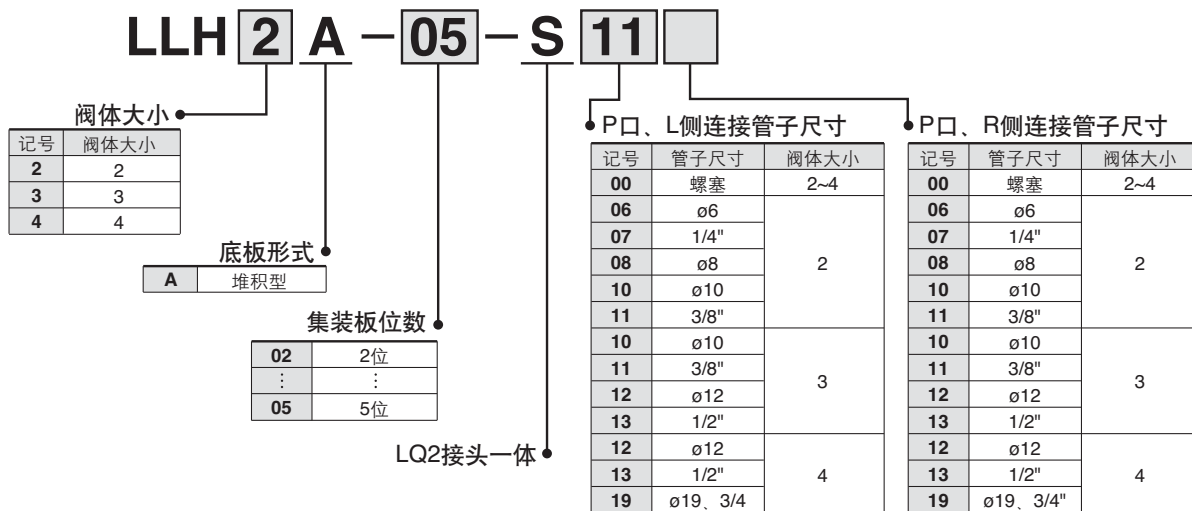 LLH 2 A - 05 - S 11
阀体大小
记号 阀体大小
2 2
3 3
4 4
底板形式
A 堆积型
集装板位数
02 2位
⋮ ⋮
05 5位
LQ2接头一体
P口、L侧连接管子尺寸
记号 管子尺寸 阀体大小
00 螺塞 2~4
06 ø6
07 1/4"
08 ø8 2
10 ø10
11 3/8"
10 ø10
11 3/8" 3
12 ø12
13 1/2"
12 ø12
13 1/2" 4
19 ø19、3/4
P口、R侧连接管子尺寸
记号 管子尺寸 阀体大小
00 螺塞 2~4
06 ø6
07 1/4"
08 ø8 2
10 ø10
11 3/8"
10 ø10
11 3/8" 3
12 ø12
13 1/2"
12 ø12
13 1/2" 4
19 ø19、3/4"